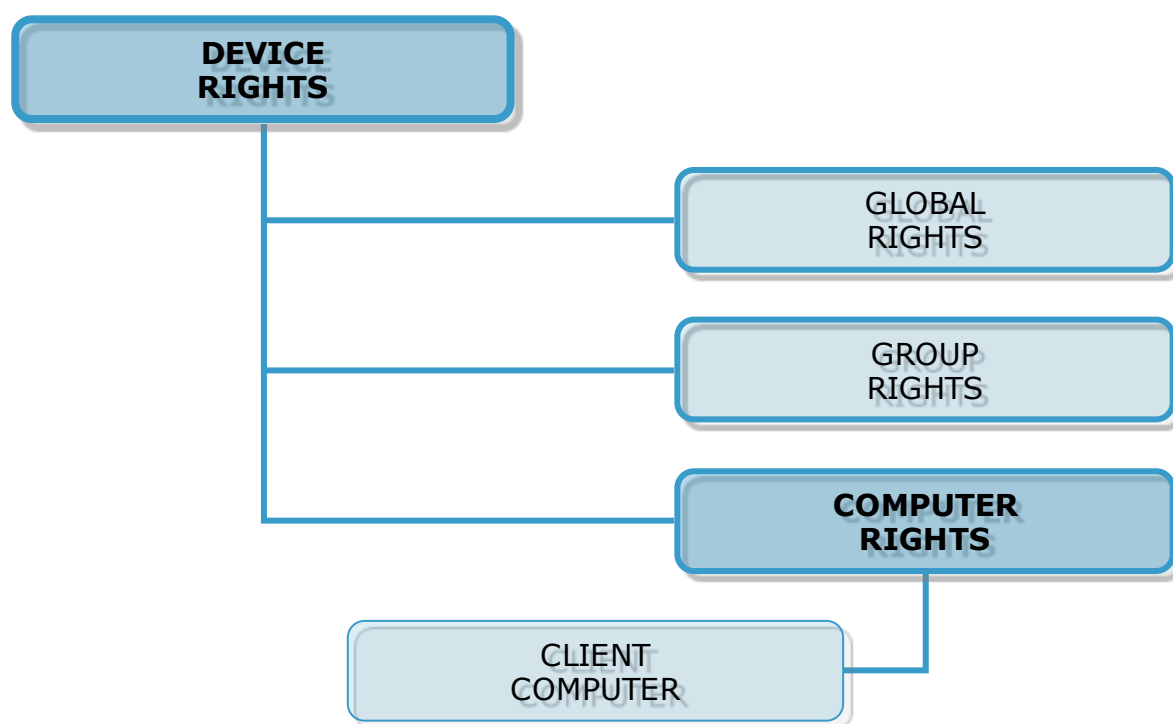 DEVICE
RIGHTS
GLOBAL
RIGHTS
GROUP
RIGHTS
COMPUTER
RIGHTS
CLIENT
COMPUTER